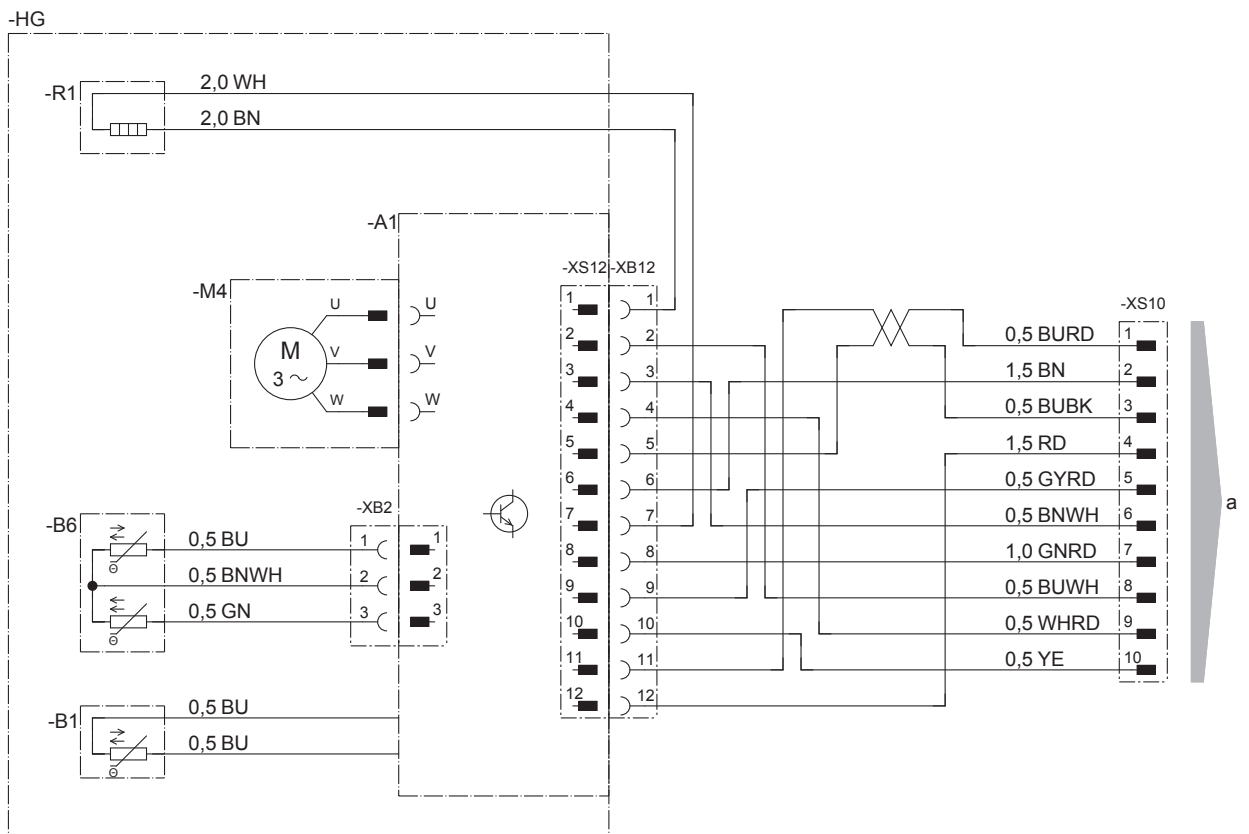 -HG
-R1
2,0 WH
2,0 BN
-A1
-M4
U
V
W
M
3 ~
U
V
W
-XS12
-XB12
1
2
3
4
5
6
7
8
9
10
11
12
1
2
3
4
5
6
7
8
9
10
11
12
-XS10
0,5 BURD
1
1,5 BN
2
0,5 BUBK
3
1,5 RD
4
0,5 GYRD
5
0,5 BNWH
6
1,0 GNRD
7
0,5 BUWH
8
0,5 WHRD
9
0,5 YE
10
a
-B6
Θ
Θ
0,5 BU
0,5 BNWH
0,5 GN
-XB2
1
2
3
1
2
3
-B1
Θ
0,5 BU
0,5 BU